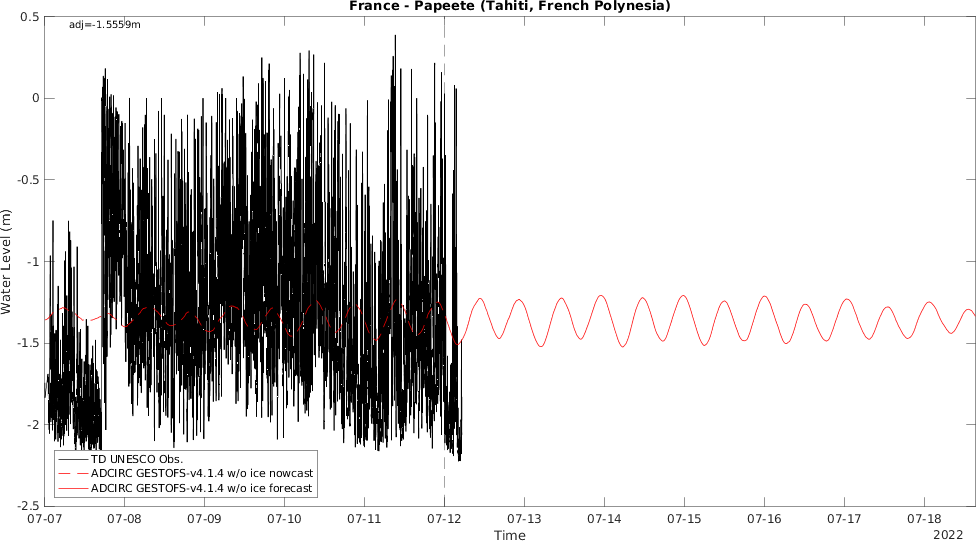 France - Papeete (Tahiti, French Polynesia)
adj=-1.5559m
0.5
0
-0.5
-1
-1.5
-2
-2.5
Water Level (m)
TD UNESCO Obs.
ADCIRC GESTOFS-v4.1.4 w/o ice nowcast
ADCIRC GESTOFS-v4.1.4 w/o ice forecast
07-07 07-08 07-09 07-10 07-11 07-12 07-13 07-14 07-15 07-16 07-17 07-18
Time
2022